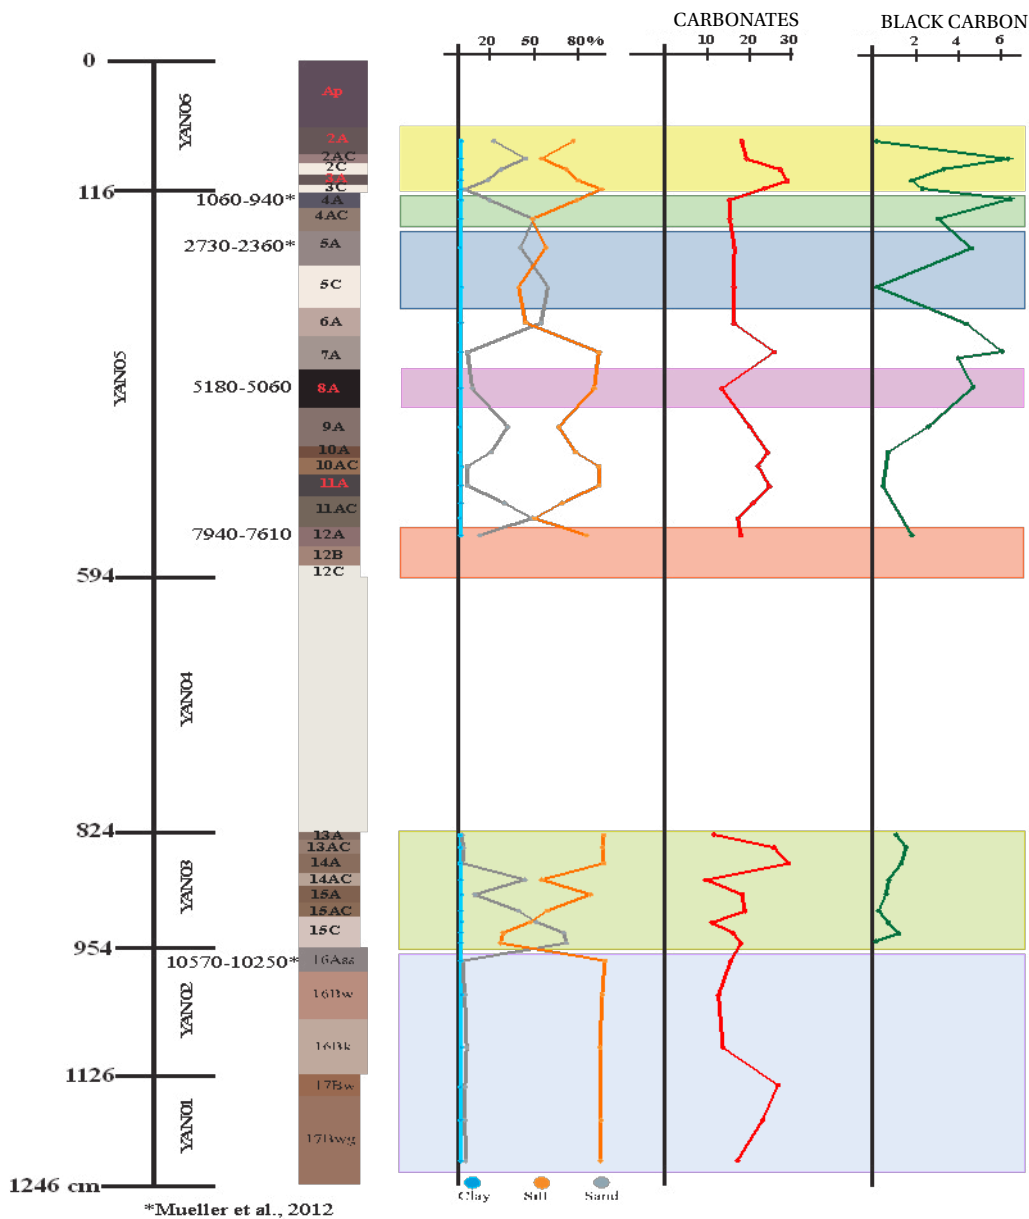 CARBONATES
BLACK CARBON
20 50 80%
10 20 30
2 4 6
0
YAN06
Ap
2A
2AC
2C
3A
3C
116
1060-940*
4A
4AC
2730-2360*
5A
5C
6A
7A
YAN05
5180-5060
8A
9A
10A
10AC
11A
11AC
7940-7610
12A
12B
12C
594
YAN04
824
13A
13AC
14A
14AC
YAN03
15A
15AC
15C
954
10570-10250*
16Ass
16Bw
YAN02
16Bk
1126
17Bw
YAN01
17Bwg
1246 cm
Clay Silt Sand
*Mueller et al., 2012